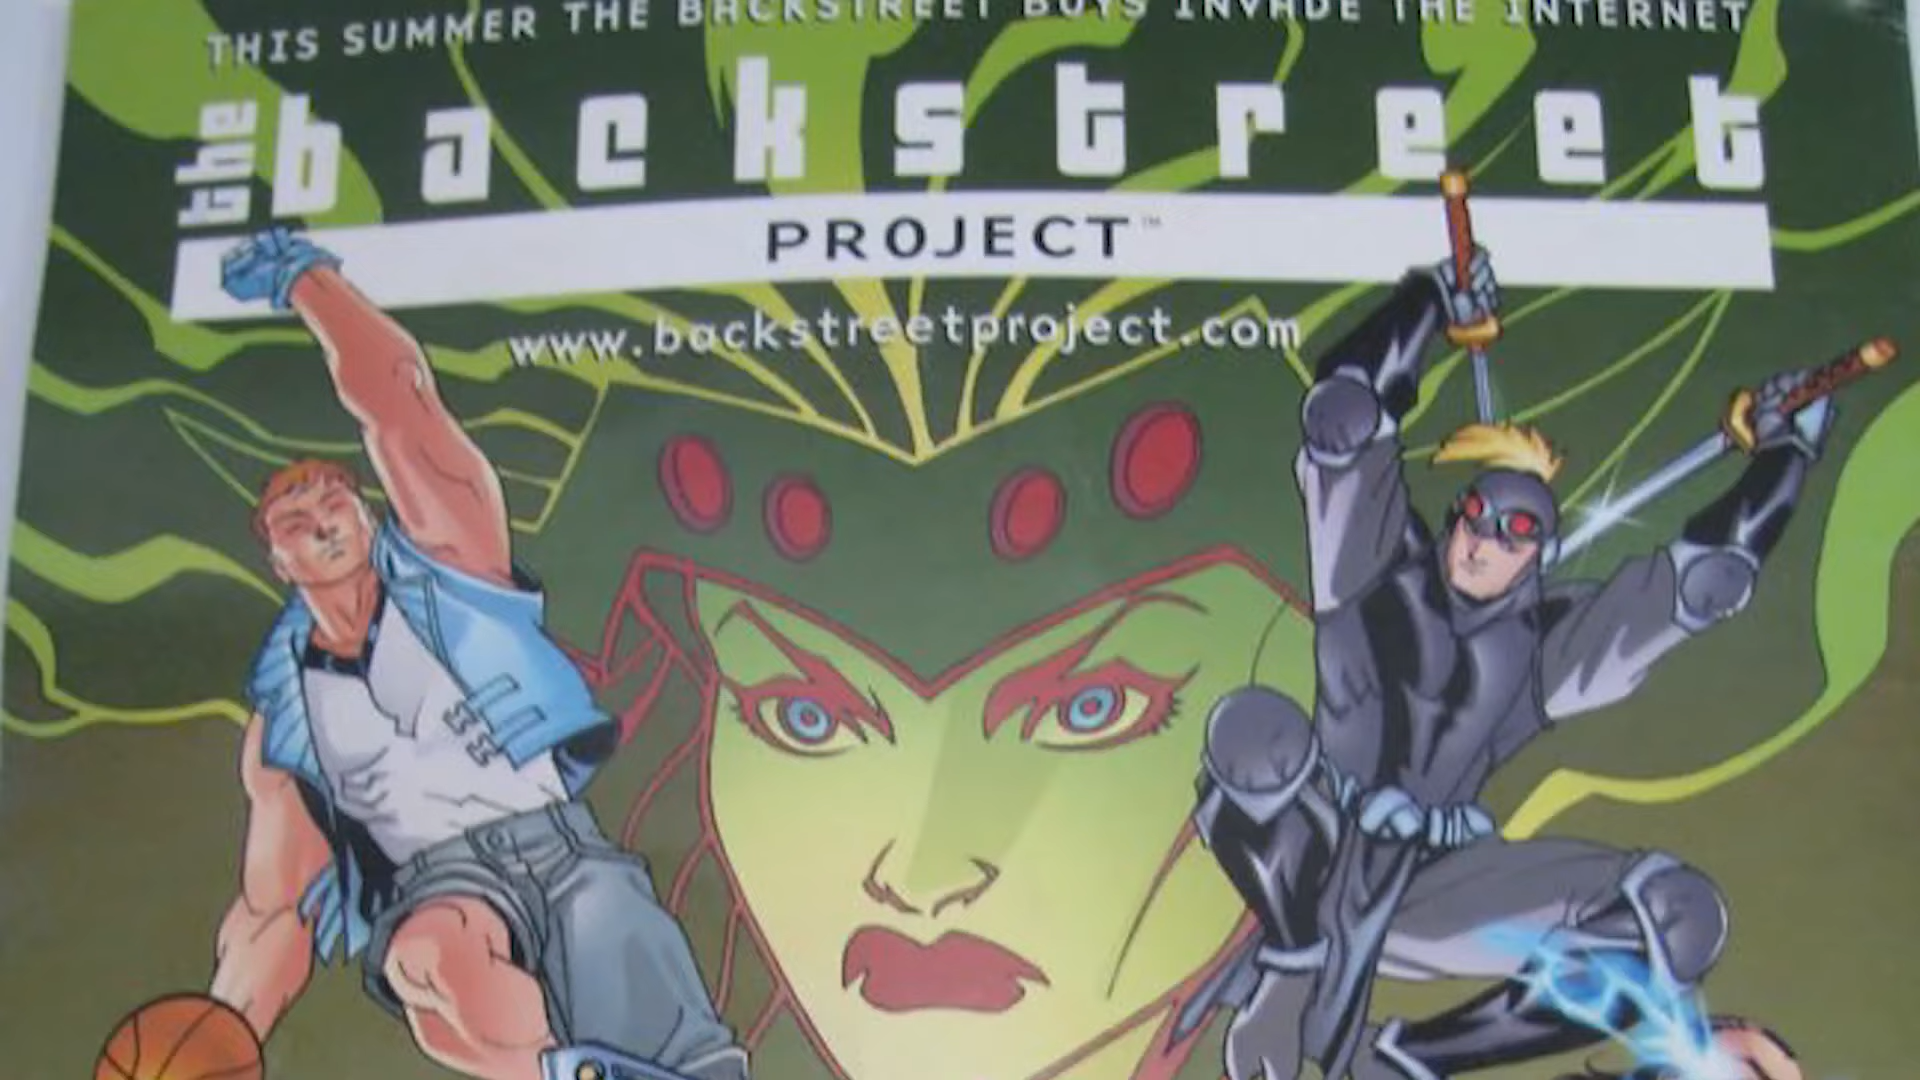 THIS SUMMER THE BACKSTREET BOYS INVADE THE INTERNET
the backstreet
PROJECT™
www.backstreetproject.com